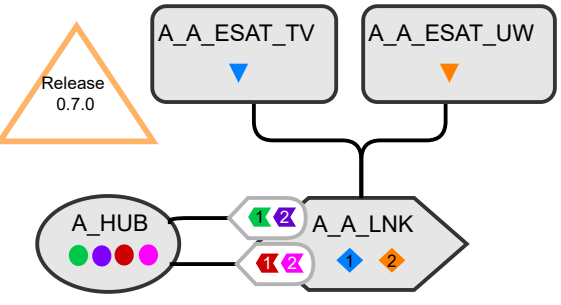 A_A_ESAT_TV
A_A_ESAT_UW
Release
0.7.0
A_HUB
1 2
A_A_LNK
1 2
1 2